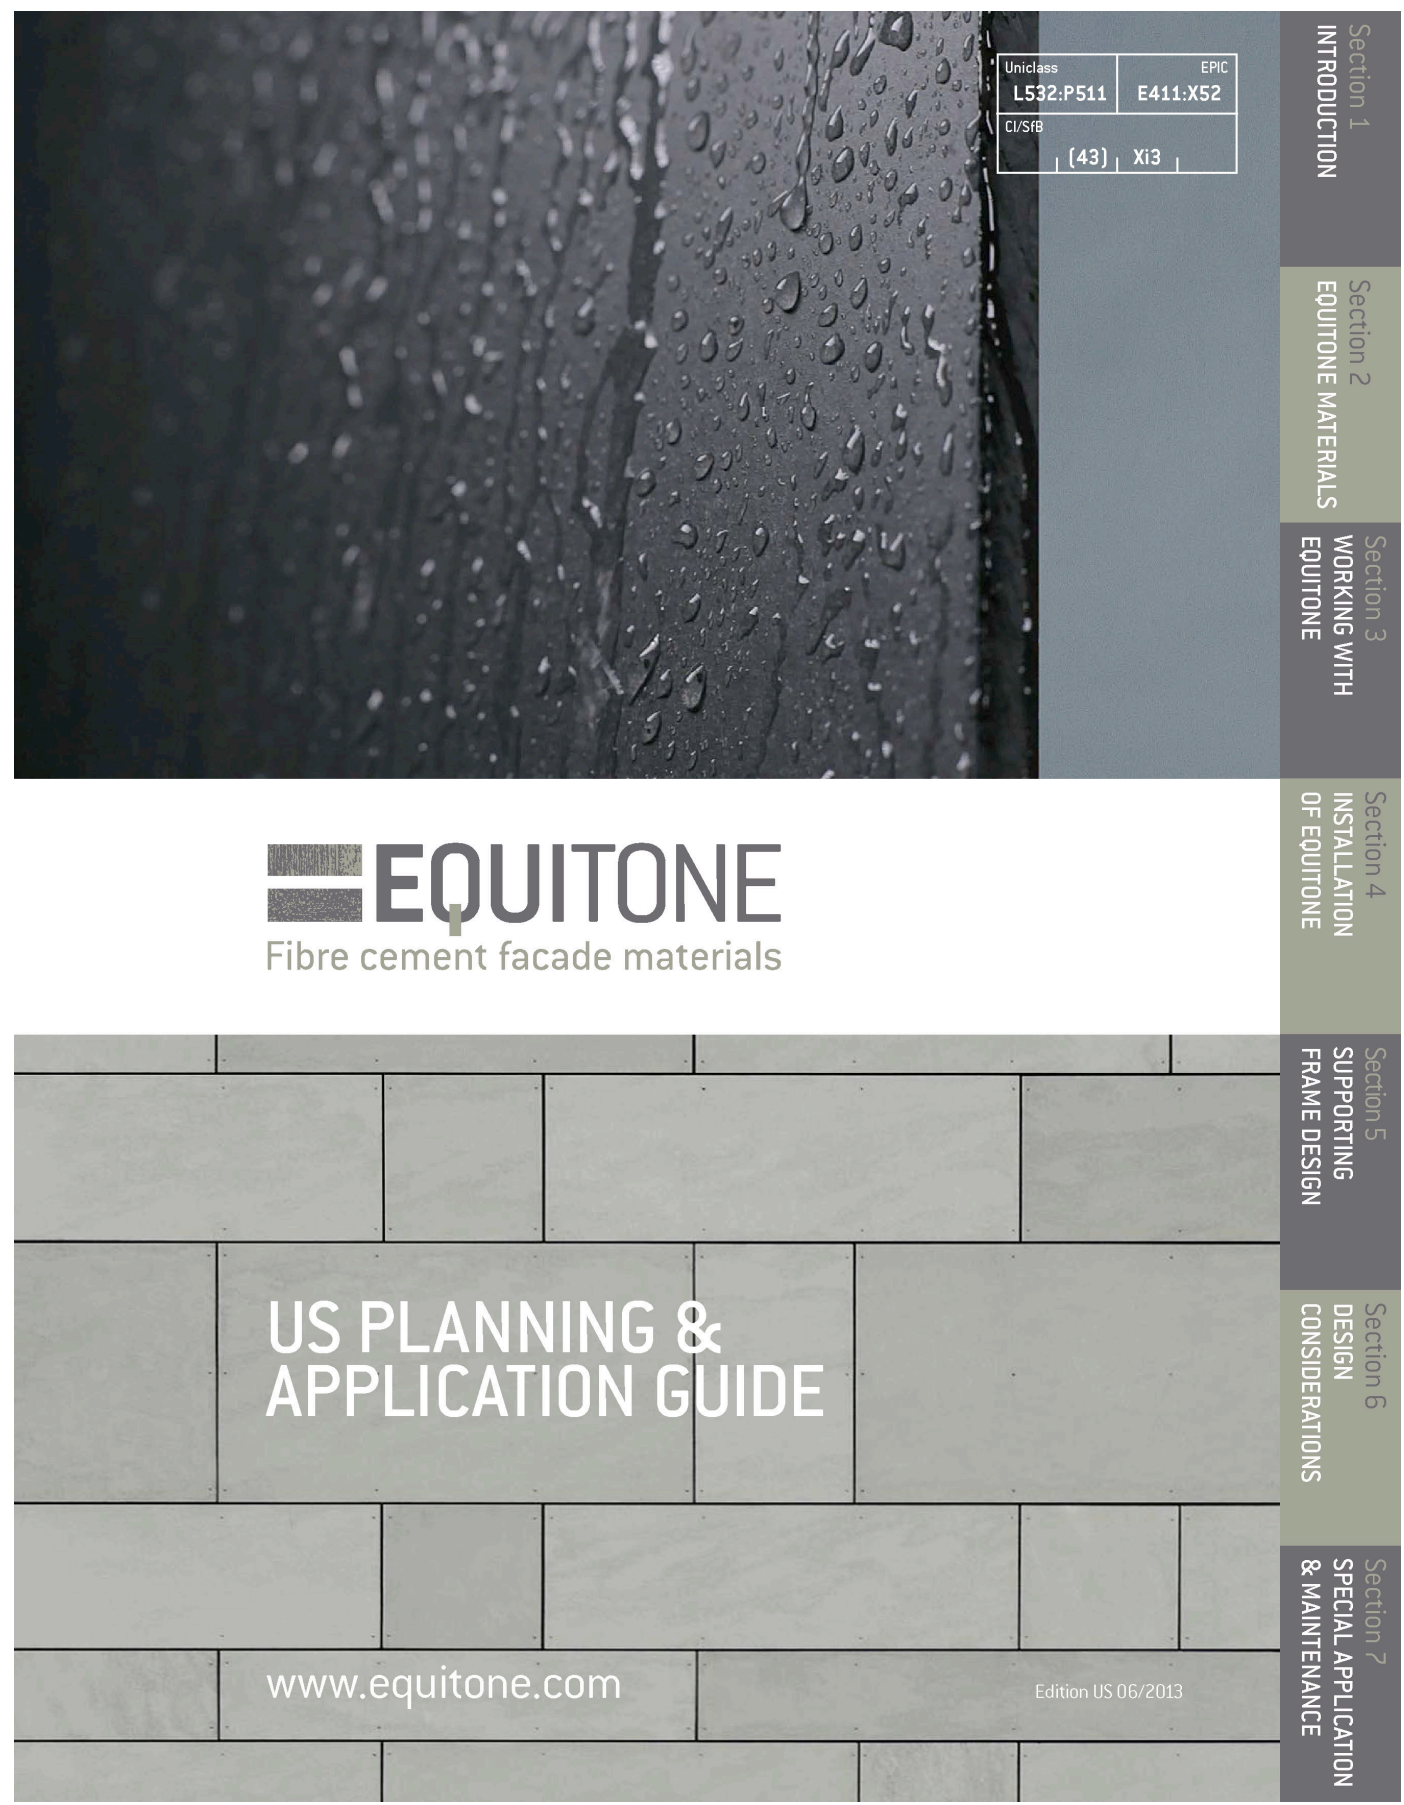 Uniclass
EPIC
L532:P511
E411:X52
CI/SfB
(43)
Xi3
EQUITONE
Fibre cement facade materials
US PLANNING &
APPLICATION GUIDE
www.equitone.com
Edition US 06/2013
Section 1
INTRODUCTION
Section 2
EQUITONE MATERIALS
Section 3
WORKING WITH
EQUITONE
Section 4
INSTALLATION
OF EQUITONE
Section 5
SUPPORTING
FRAME DESIGN
Section 6
DESIGN
CONSIDERATIONS
Section 7
SPECIAL APPLICATION
& MAINTENANCE